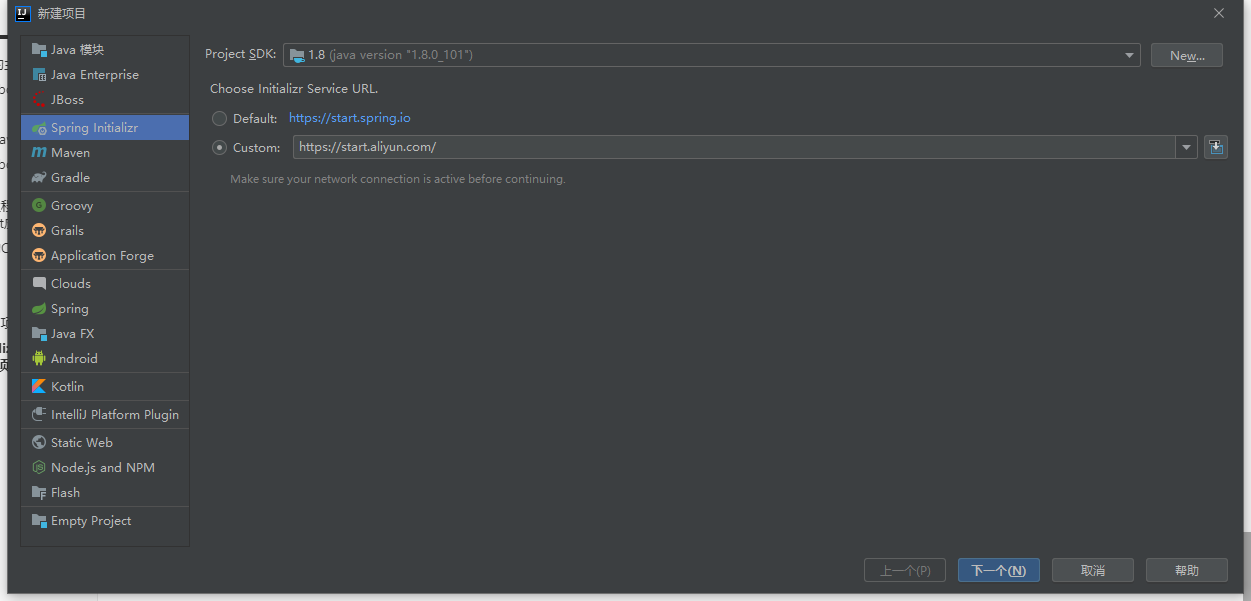 新建项目
Java 模块
Java Enterprise
JBoss
Spring Initializr
Maven
Gradle
Groovy
Grails
Application Forge
Clouds
Spring
Java FX
Android
Kotlin
IntelliJ Platform Plugin
Static Web
Node.js and NPM
Flash
Empty Project
Project SDK: 1.8 (java version "1.8.0_101") New...
Choose Initializr Service URL.
Default: https://start.spring.io
Custom: https://start.aliyun.com/
Make sure your network connection is active before continuing.
上一个(P) 下一个(N) 取消 帮助